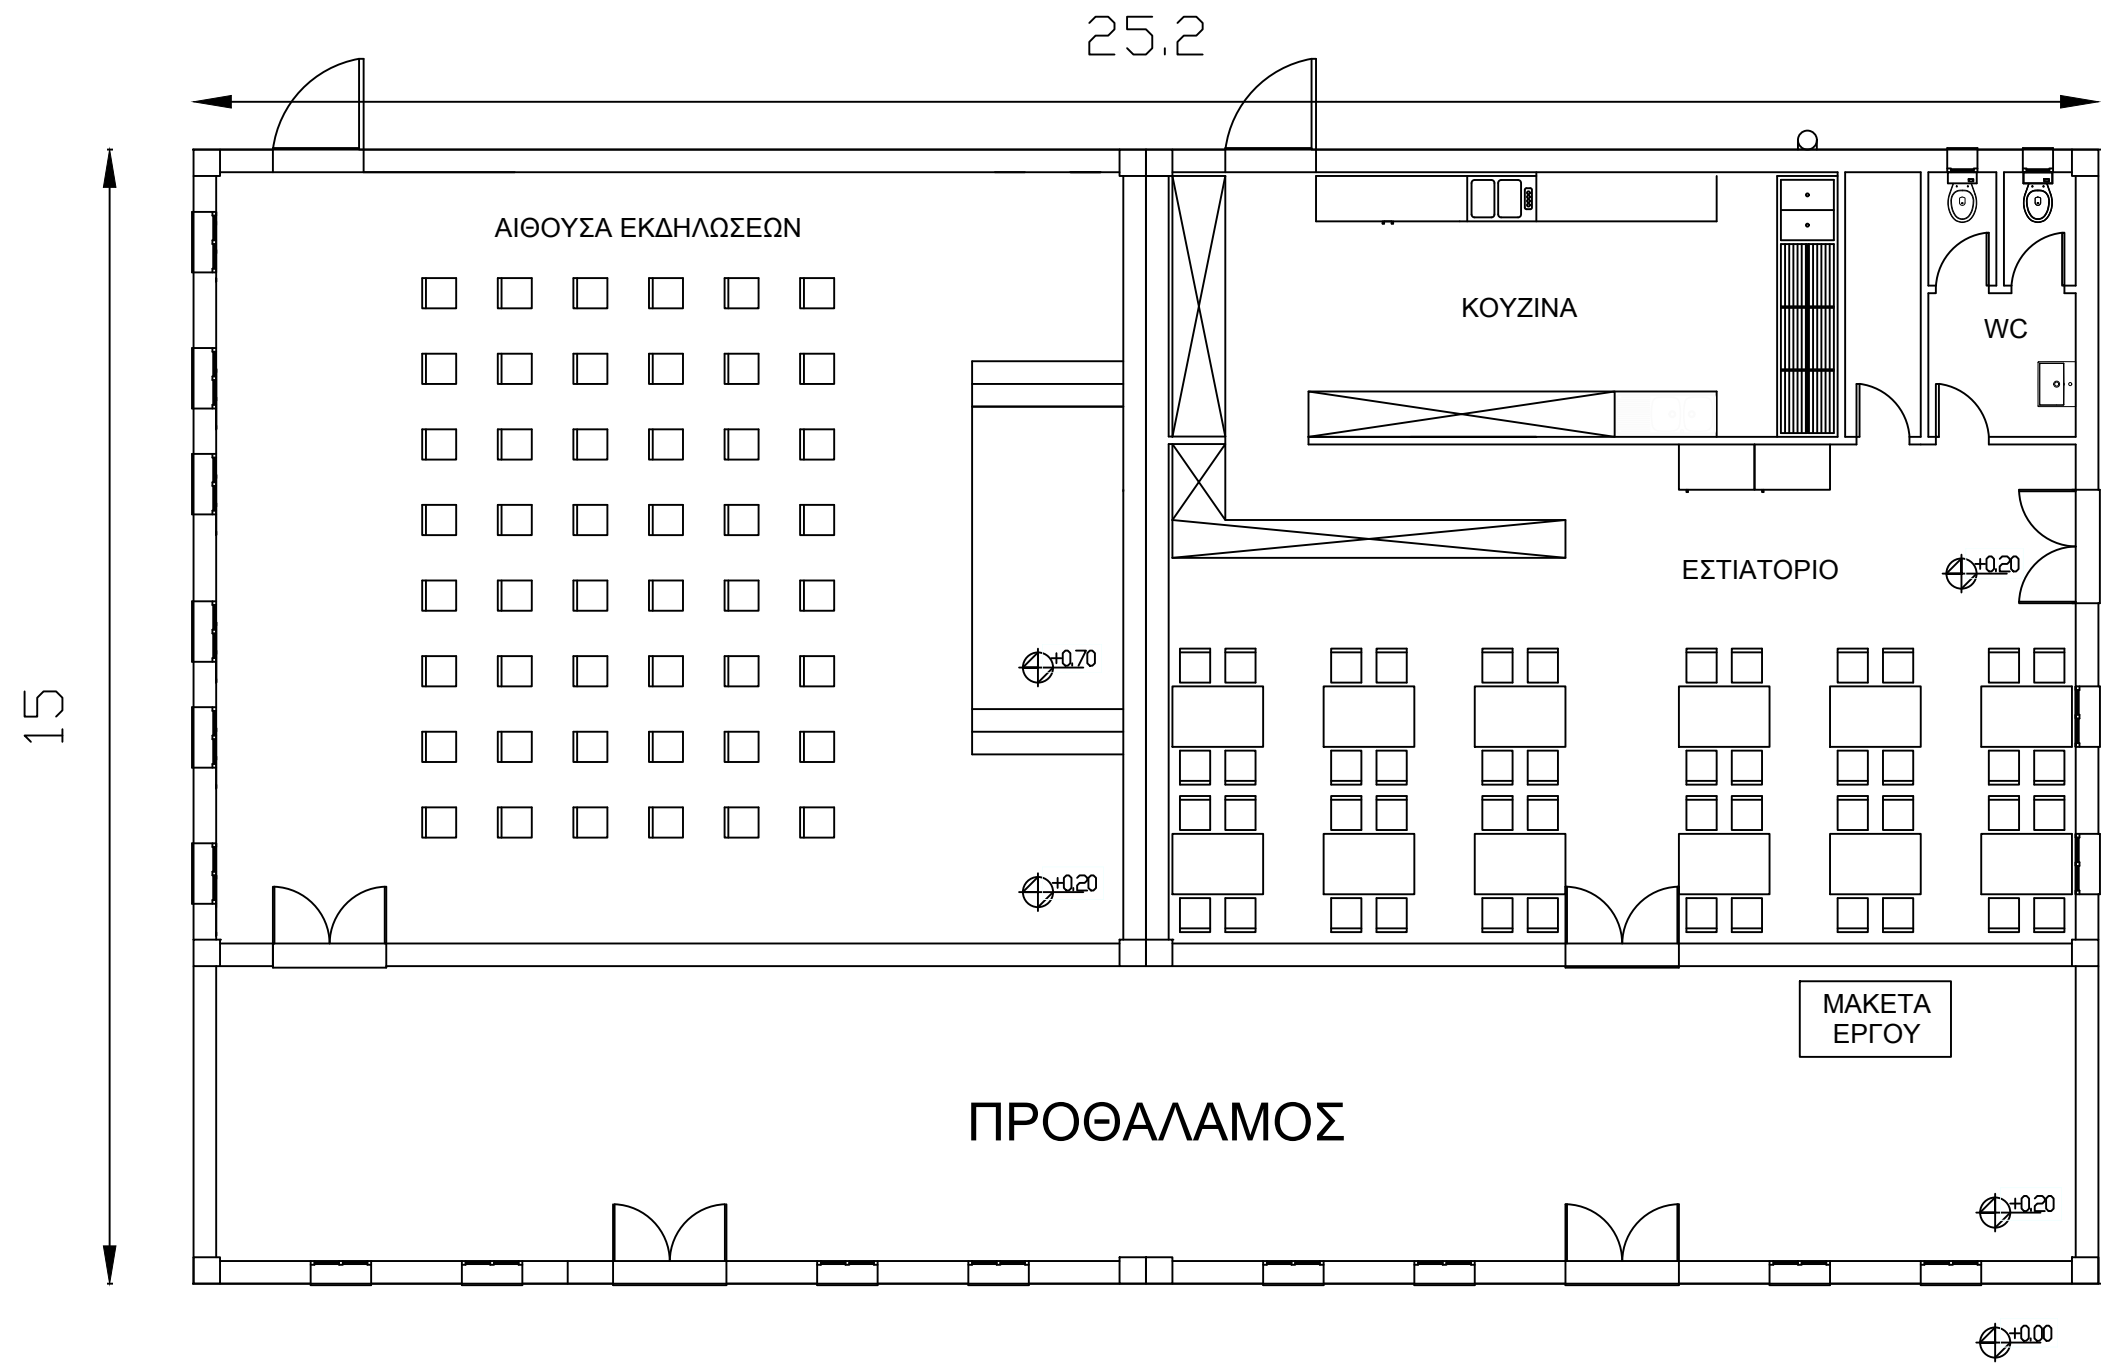 25.2
ΑΙΘΟΥΣΑ ΕΚΔΗΛΩΣΕΩΝ
ΚΟΥΖΙΝΑ
WC
ΕΣΤΙΑΤΟΡΙΟ
+0,20
+0,70
15
+0,20
ΜΑΚΕΤΑ
ΕΡΓΟΥ
ΠΡΟΘΑΛΑΜΟΣ
+0,20
+0,00